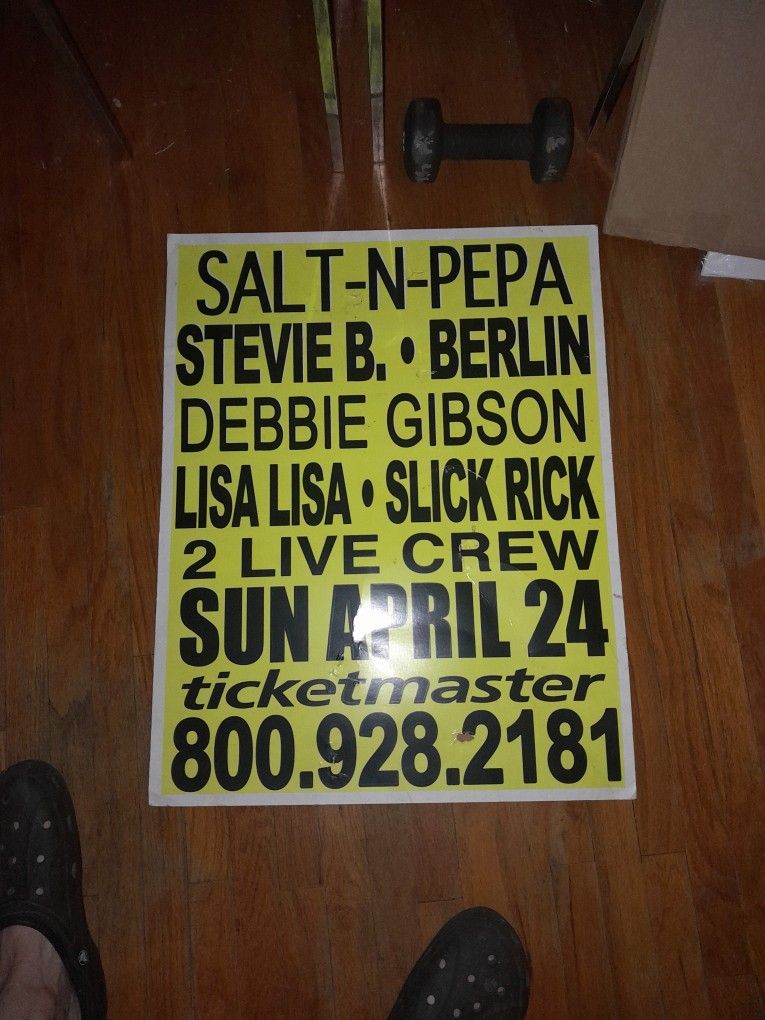 SALT-N-PEPA
STEVIE B. • BERLIN
DEBBIE GIBSON
LISA LISA • SLICK RICK
2 LIVE CREW
SUN APRIL 24
ticketmaster
800.928.2181